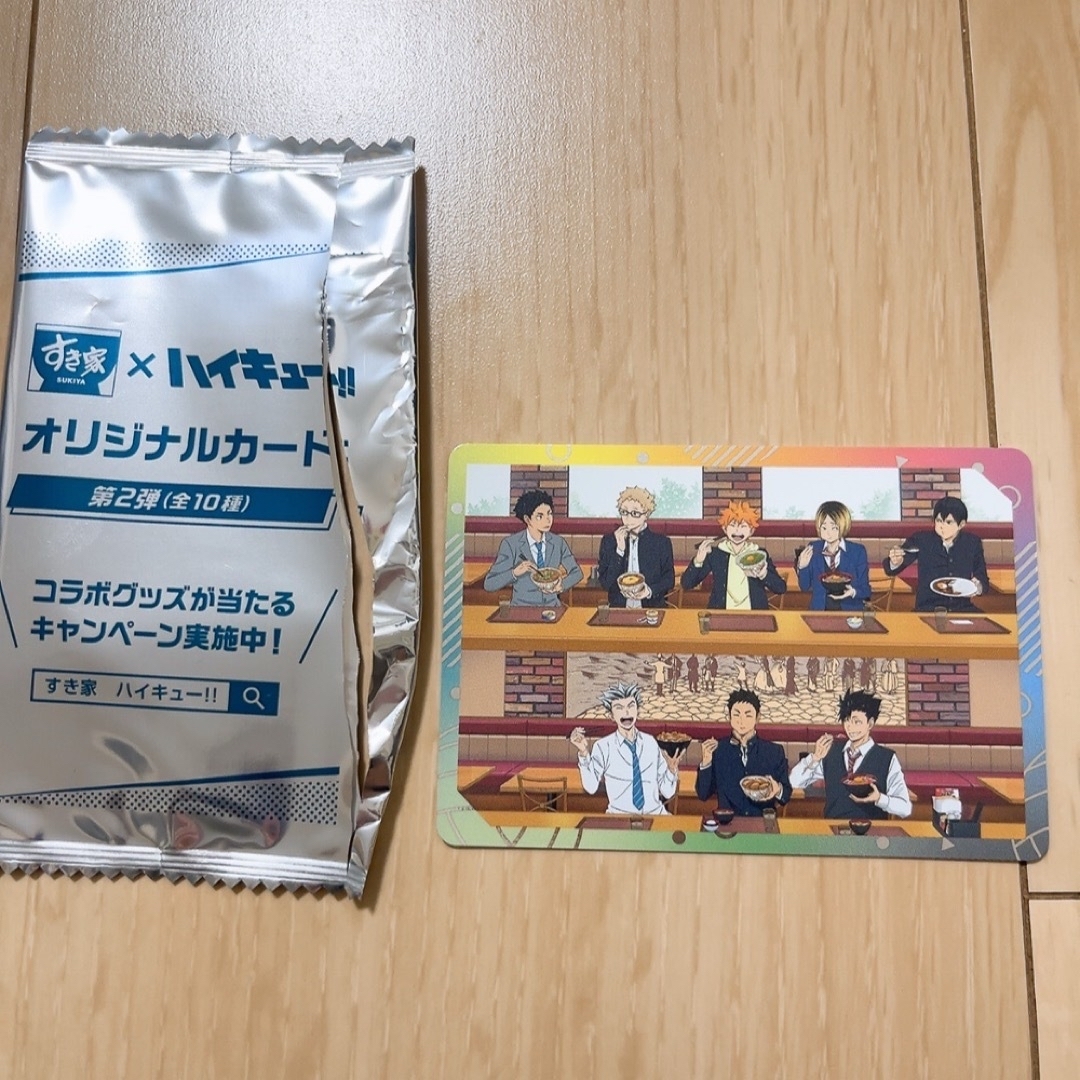 すき家
SUKIYA
×
ハイキュー!!
オリジナルカード
第2弾(全10種)
コラボグッズが当たる
キャンペーン実施中!
すき家 ハイキュー!!